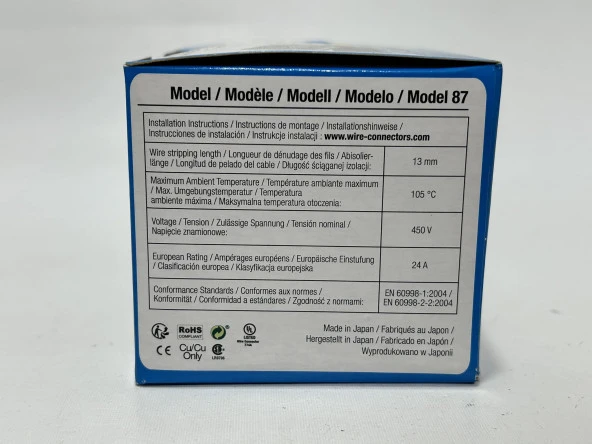 Model / Modèle / Modell / Modelo / Model 87
Installation Instructions / Instructions de montage / Installationshinweise /
Instrucciones de instalación / Instrukcje instalacji : www.wire-connectors.com
Wire stripping length / Longueur de dénudage des fils / Abisolier-
länge / Longitud de pelado del cable / Długość ściąganej izolacji:
13 mm
Maximum Ambient Temperature / Température ambiante maximum
/ Max. Umgebungstemperatur / Temperatura
ambiente máxima / Maksymalna temperatura otoczenia:
105 °C
Voltage / Tension / Zulässige Spannung / Tensión nominal /
Napięcie znamionowe:
450 V
European Rating / Ampérages européens / Europäische Einstufung
/ Clasificación europea / Klasyfikacja europejska
24 A
Conformance Standards / Conformes aux normes /
Konformität / Conformidad a estándares / Zgodność z normami:
EN 60998-1:2004 /
EN 60998-2-2:2004
RoHS
COMPLIANT
UL
LISTED
CE
Cu/Cu
Only
Made in Japan / Fabriqués au Japon /
Hergestellt in Japan / Fabricado en Japón /
Wyprodukowano w Japonii